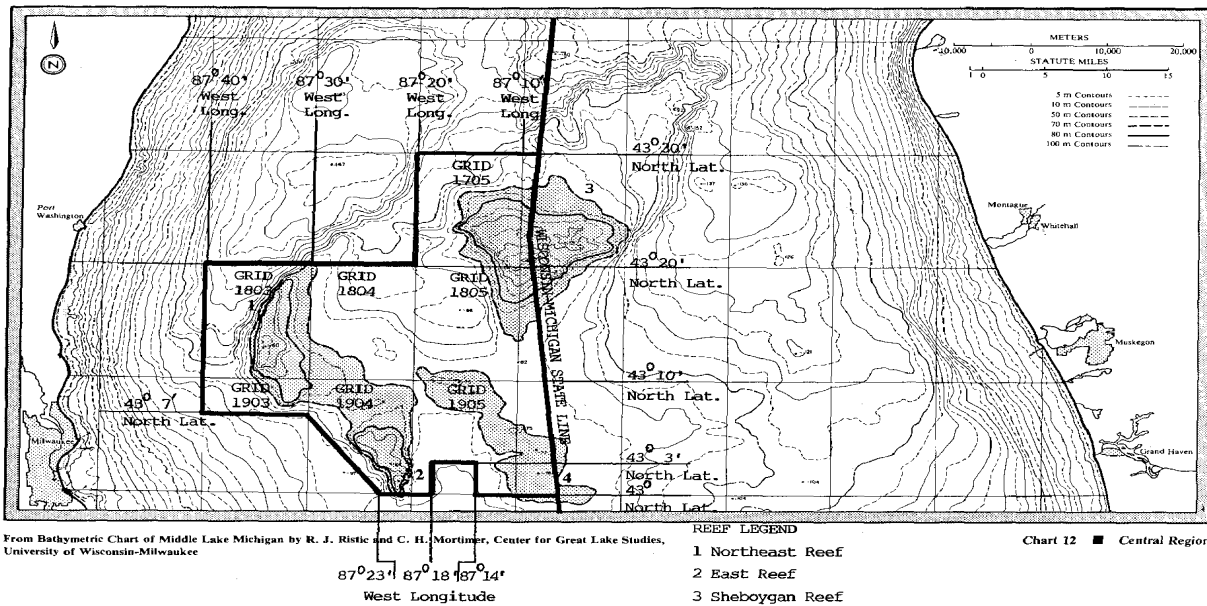 METERS
10,000 0 10,000 20,000
STATUTE MILES
1 0 5 10 15
5 m Contours
10 m Contours
50 m Contours
70 m Contours
80 m Contours
100 m Contours
N
87° 40' 87° 30' 87° 20' 87° 10'
West West West West
Long. Long. Long. Long.
43° 30'
North Lat.
GRID
1705
3
Port
Washington
Montague
Whitehall
WISCONSIN-MICHIGAN STATE LINE
43° 20'
North Lat.
GRID GRID GRID
1803 1804 1805
1
Muskegon
43° 10'
North Lat.
GRID GRID GRID
1903 1904 1905
43° 7'
North Lat.
Milwaukee
Grand Haven
43° 3'
North Lat.
2
4
43°
North Lat.
From Bathymetric Chart of Middle Lake Michigan by R. J. Ristic and C. H. Mortimer, Center for Great Lake Studies,
University of Wisconsin-Milwaukee
Chart 12 ■ Central Region
87° 23' 87° 18' 87° 14'
West Longitude
REEF LEGEND
1 Northeast Reef
2 East Reef
3 Sheboygan Reef